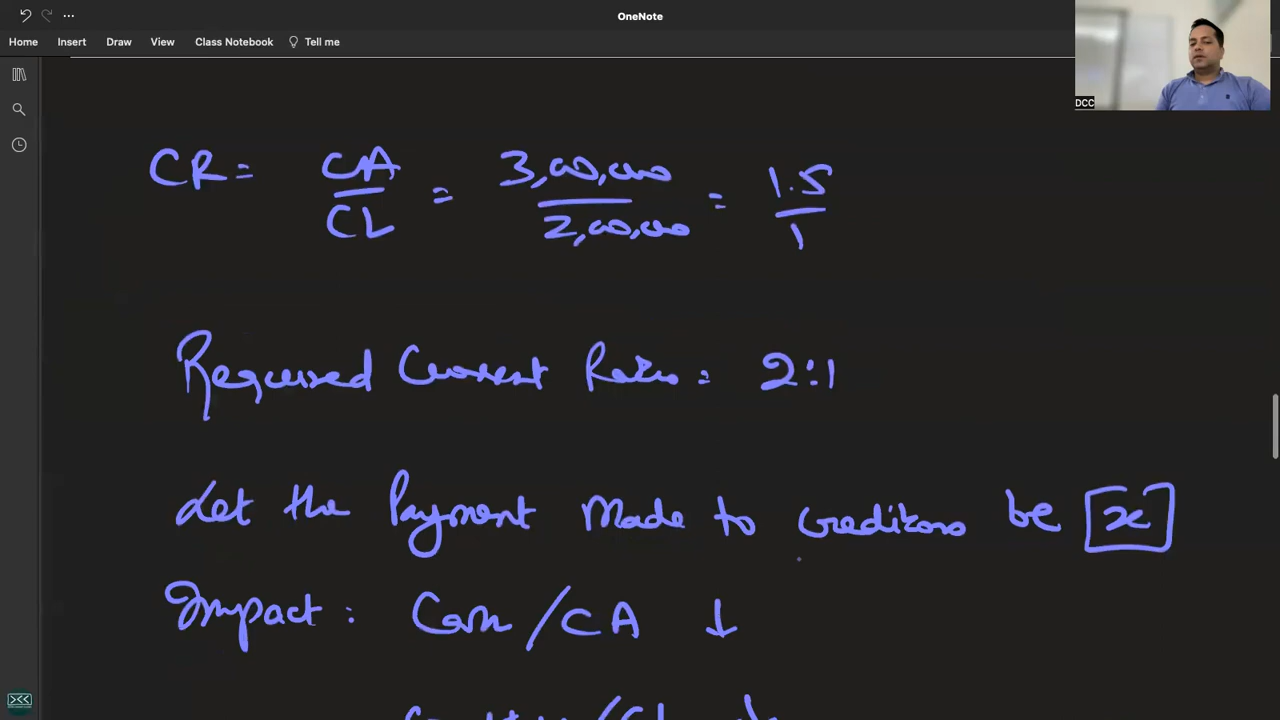 OneNote
Home Insert Draw View Class Notebook Tell me
DCC
CR = CA / CL = 3,00,000 / 2,00,000 = 1.5 / 1
Required Current Ratio = 2:1
Let the Payment Made to creditors be x
Impact : Cash / CA ↓
DCC